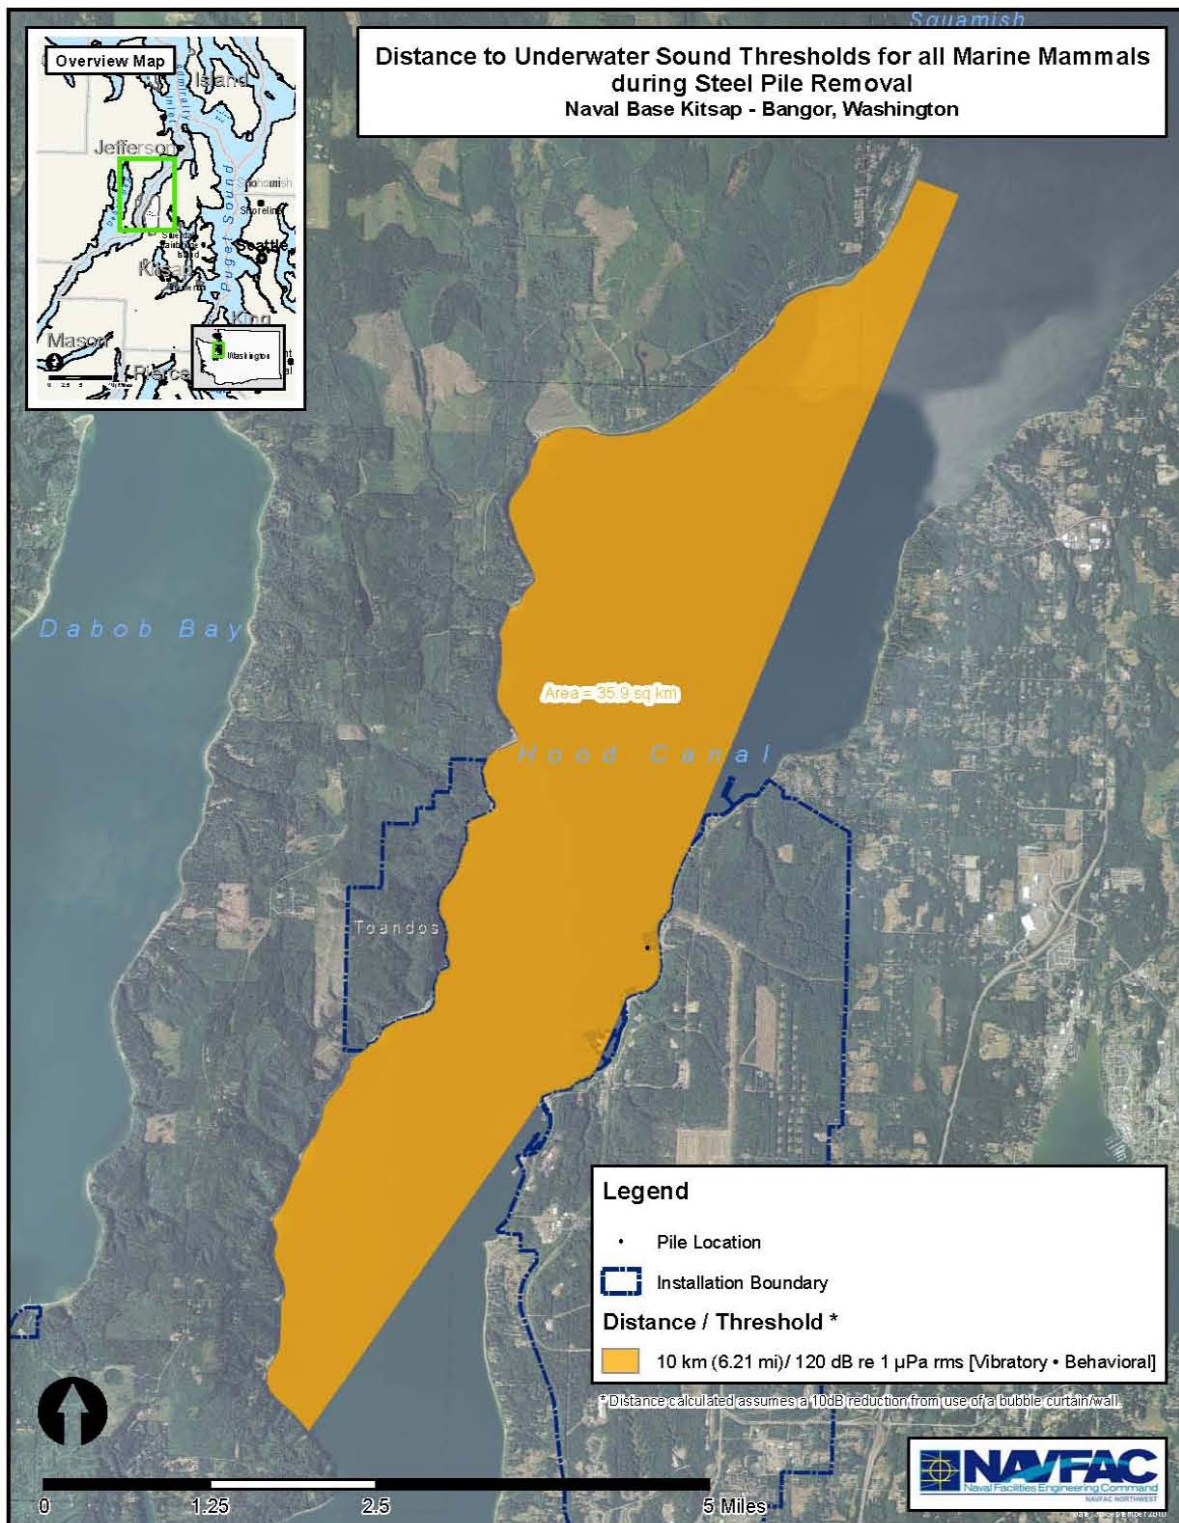 Squamish
Overview Map
Distance to Underwater Sound Thresholds for all Marine Mammals
during Steel Pile Removal
Naval Base Kitsap - Bangor, Washington
Island
Jefferson
Puget Sound
Snohomish
Shoreline
Seattle
Kitsap
King
Mason
Washington
Pierce
Dabob Bay
Area = 35.9 sq km
Hood Canal
Toandos
Legend
Pile Location
Installation Boundary
Distance / Threshold *
10 km (6.21 mi)/ 120 dB re 1 µPa rms [Vibratory • Behavioral]
* Distance calculated assumes a 10dB reduction from use of a bubble curtain/wall.
0 1.25 2.5 5 Miles
NAVFAC
Naval Facilities Engineering Command
NAVFAC NORTHWEST